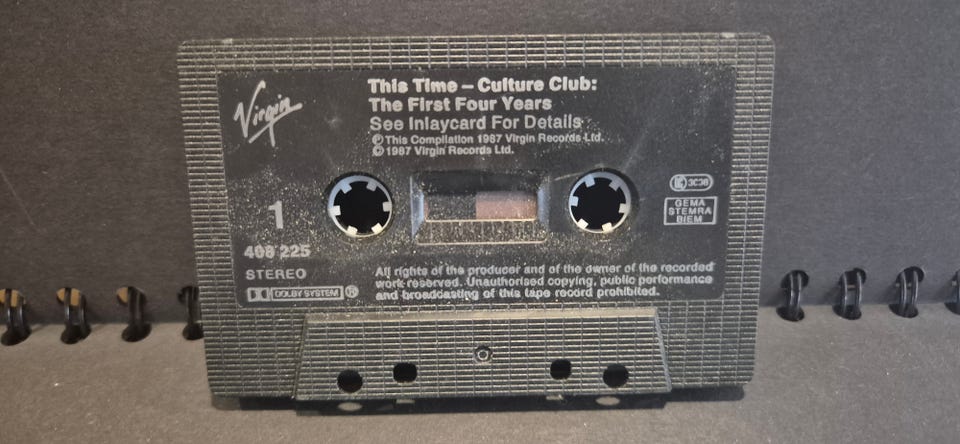 Virgin
This Time – Culture Club:
The First Four Years
See Inlaycard For Details
Ⓟ This Compilation 1987 Virgin Records Ltd.
© 1987 Virgin Records Ltd.
3C38
GEMA
STEMRA
BIEM
1
408 225
STEREO
DOLBY SYSTEM ®
All rights of the producer and of the owner of the recorded
work reserved. Unauthorised copying, public performance
and broadcasting of this tape record prohibited.